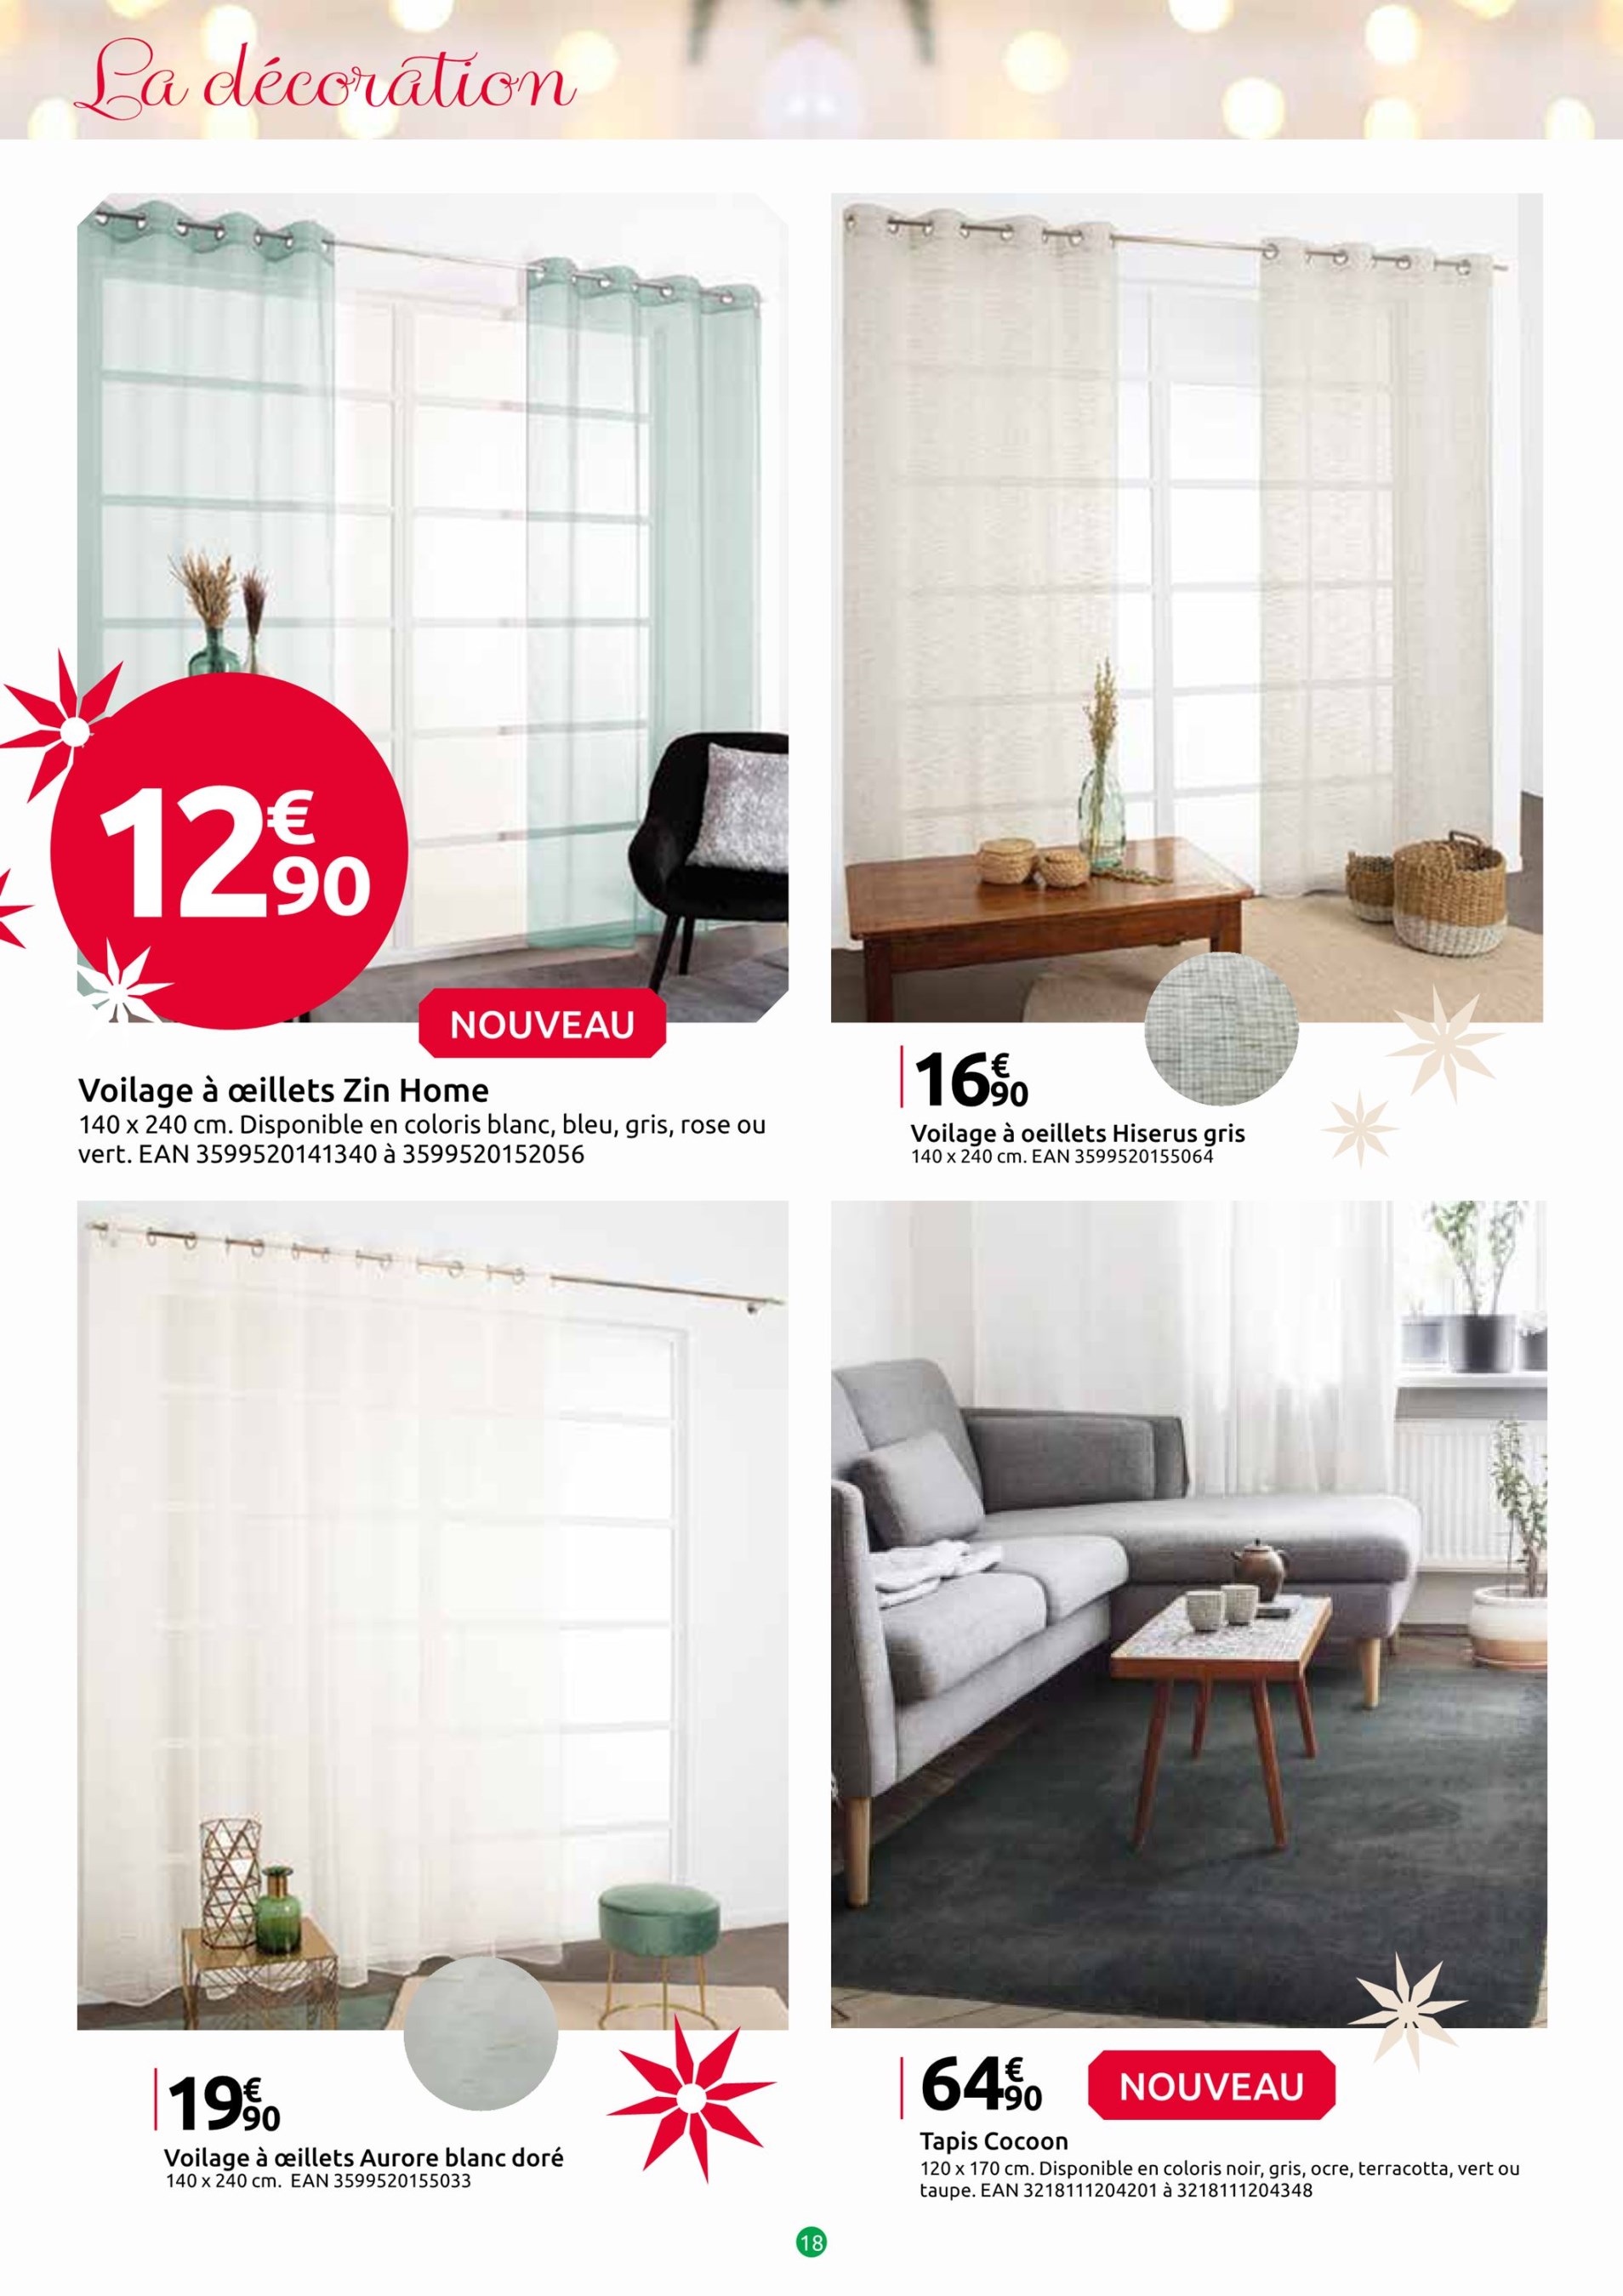 La décoration
12€90
NOUVEAU
Voilage à œillets Zin Home
140 x 240 cm. Disponible en coloris blanc, bleu, gris, rose ou
vert. EAN 3599520141340 à 3599520152056
16€90
Voilage à oeillets Hiserus gris
140 x 240 cm. EAN 3599520155064
19€90
Voilage à œillets Aurore blanc doré
140 x 240 cm. EAN 3599520155033
64€90
NOUVEAU
Tapis Cocoon
120 x 170 cm. Disponible en coloris noir, gris, ocre, terracotta, vert ou
taupe. EAN 3218111204201 à 3218111204348
18